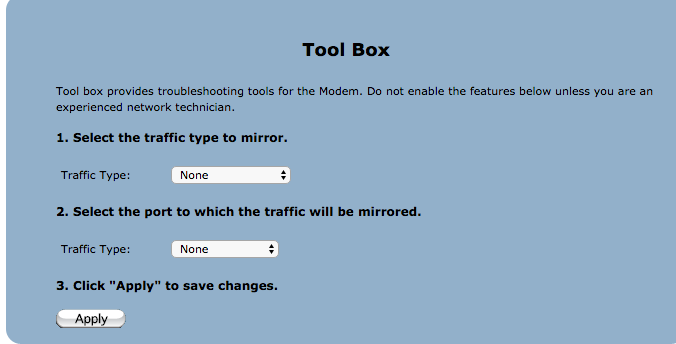 Tool Box
Tool box provides troubleshooting tools for the Modem. Do not enable the features below unless you are an
experienced network technician.
1. Select the traffic type to mirror.
Traffic Type: None
2. Select the port to which the traffic will be mirrored.
Traffic Type: None
3. Click "Apply" to save changes.
Apply